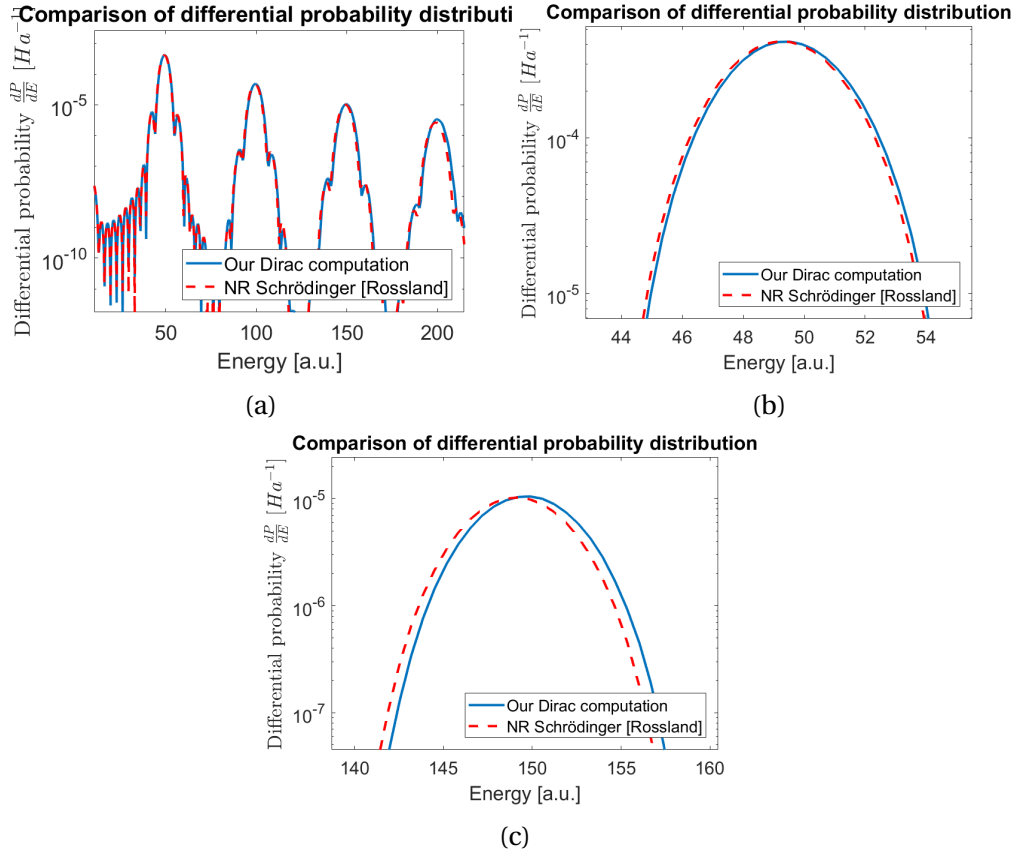 Comparison of differential probability distributi
Differential probability dP/dE [Ha⁻¹]
10⁻⁵
10⁻¹⁰
Our Dirac computation
NR Schrödinger [Rossland]
50 100 150 200
Energy [a.u.]
(a)
Comparison of differential probability distribution
Differential probability dP/dE [Ha⁻¹]
10⁻⁴
10⁻⁵
Our Dirac computation
NR Schrödinger [Rossland]
44 46 48 50 52 54
Energy [a.u.]
(b)
Comparison of differential probability distribution
Differential probability dP/dE [Ha⁻¹]
10⁻⁵
10⁻⁶
10⁻⁷
Our Dirac computation
NR Schrödinger [Rossland]
140 145 150 155 160
Energy [a.u.]
(c)